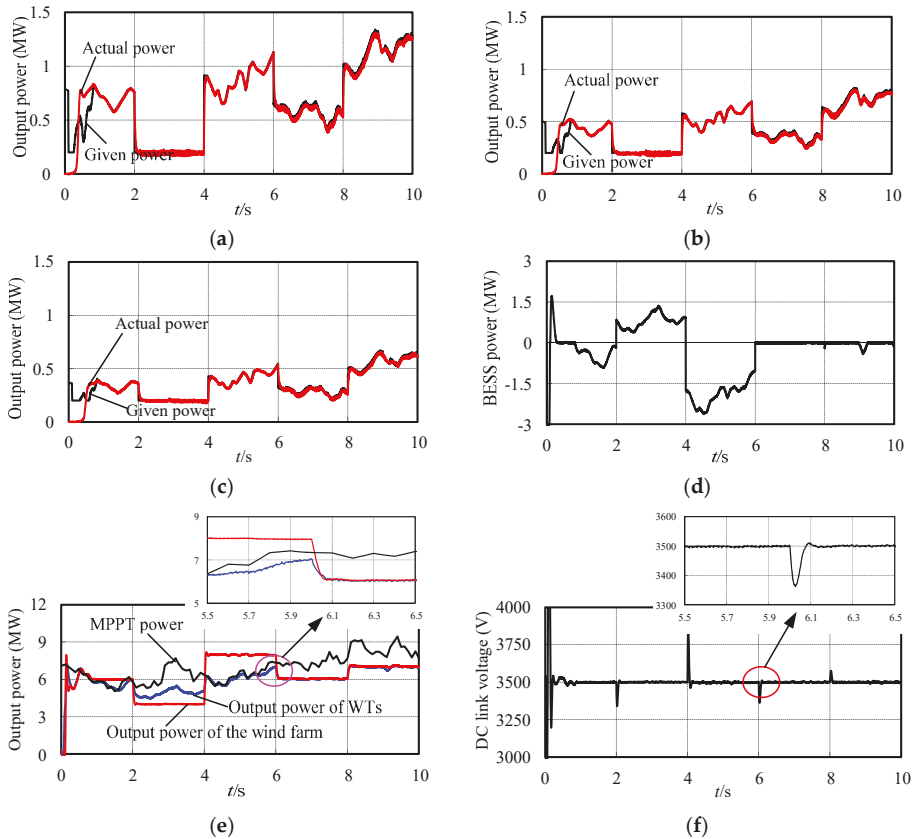 1.5
1
0.5
0
Output power (MW)
Actual power
Given power
0 2 4 6 8 10
t/s
(a)
1.5
1
0.5
0
Output power (MW)
Actual power
Given power
0 2 4 6 8 10
t/s
(b)
1.5
1
0.5
0
Output power (MW)
Actual power
Given power
0 2 4 6 8 10
t/s
(c)
3
1.5
0
-1.5
-3
BESS power (MW)
0 2 4 6 8 10
t/s
(d)
9
7
5
5.5 5.7 5.9 6.1 6.3 6.5
12
9
6
3
0
Output power (MW)
MPPT power
Output power of WTs
Output power of the wind farm
0 2 4 6 8 10
t/s
(e)
3600
3500
3400
3300
5.5 5.7 5.9 6.1 6.3 6.5
4000
3750
3500
3250
3000
DC link voltage (V)
0 2 4 6 8 10
t/s
(f)